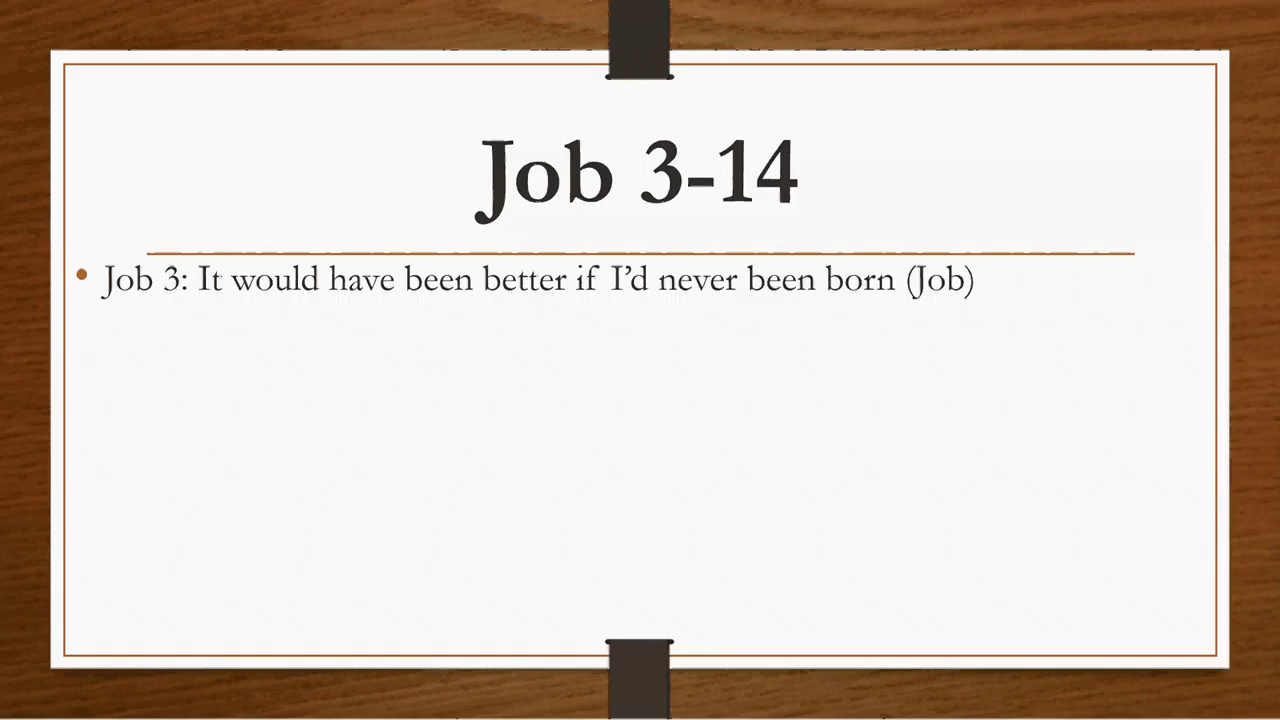 Job 3-14
• Job 3: It would have been better if I’d never been born (Job)